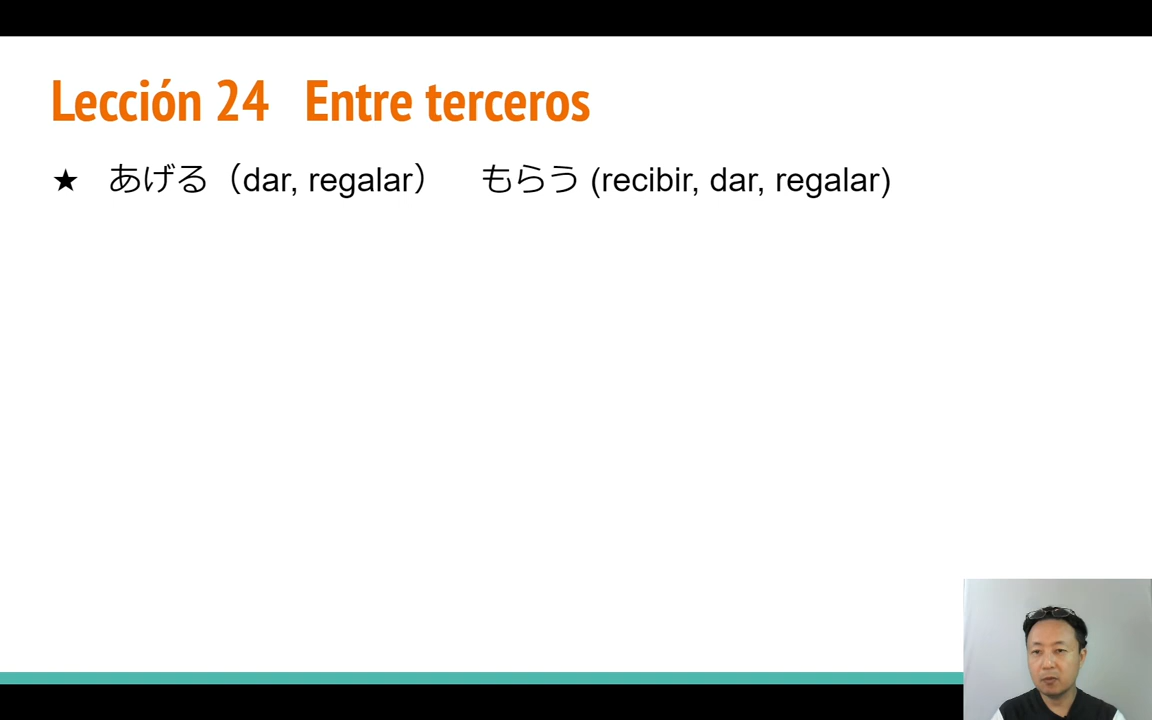 Lección 24 Entre terceros
★ あげる（dar, regalar） もらう (recibir, dar, regalar)